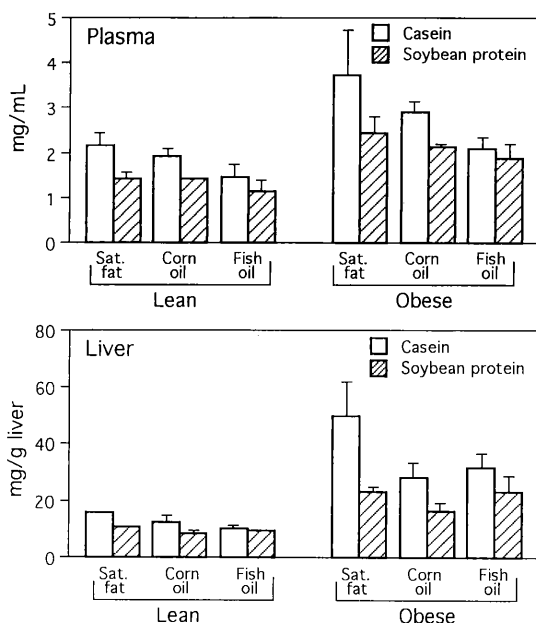 Plasma
Casein
Soybean protein
mg/mL
5
4
3
2
1
0
Sat. fat
Corn oil
Fish oil
Sat. fat
Corn oil
Fish oil
Lean
Obese
Liver
Casein
Soybean protein
mg/g liver
80
60
40
20
0
Sat. fat
Corn oil
Fish oil
Sat. fat
Corn oil
Fish oil
Lean
Obese